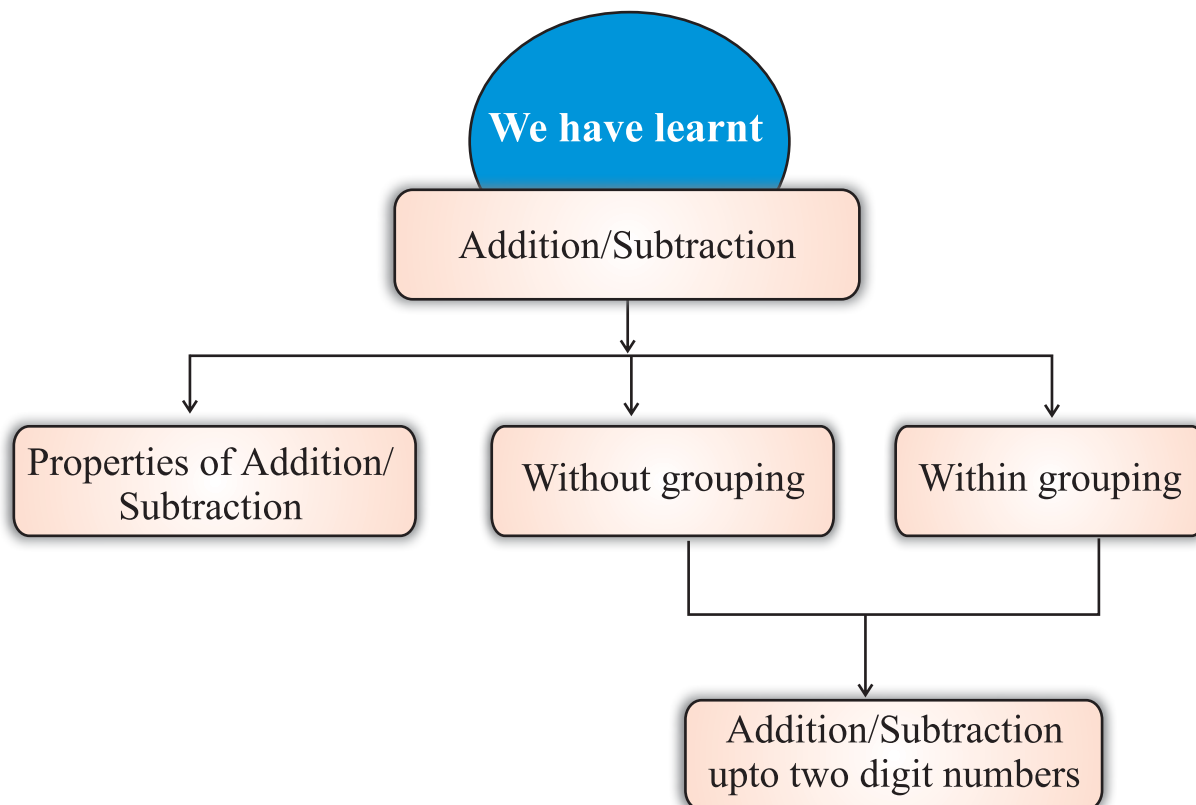 We have learnt
Addition/Subtraction
Properties of Addition/
Subtraction
Without grouping
Within grouping
Addition/Subtraction
upto two digit numbers